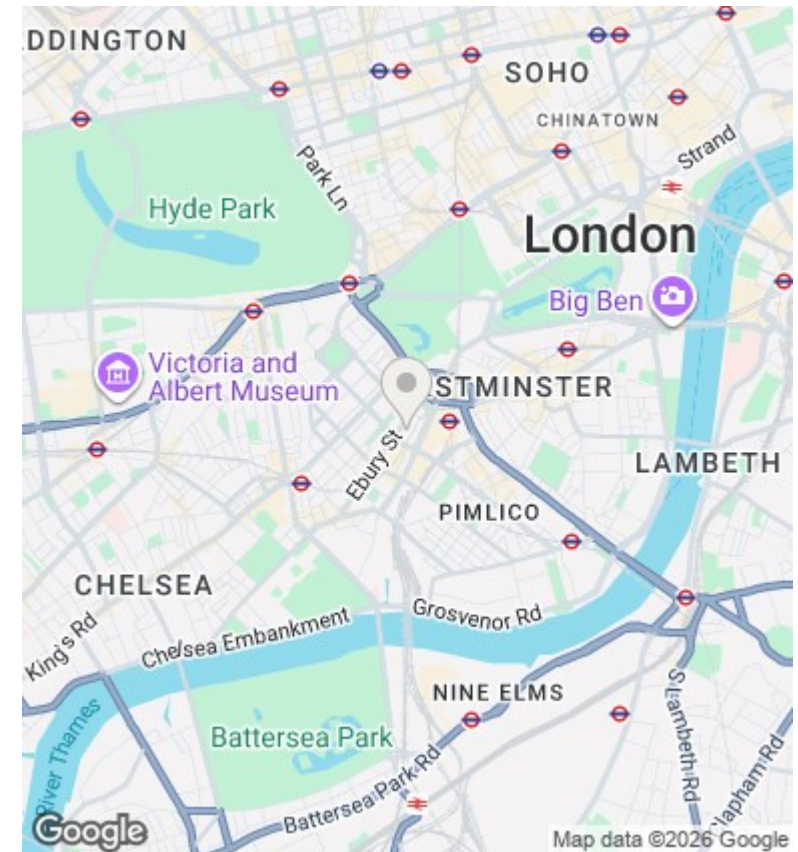 DDINGTON
SOHO
CHINATOWN
Strand
Park Ln
Hyde Park
London
Big Ben
Victoria and
Albert Museum
STMINSTER
Ebury St
LAMBETH
PIMLICO
CHELSEA
Grosvenor Rd
King's Rd
Chelsea Embankment
S Lambeth Rd
NINE ELMS
River Thames
Battersea Park
Battersea Park Rd
Clapham Rd
Google
Map data ©2026 Google